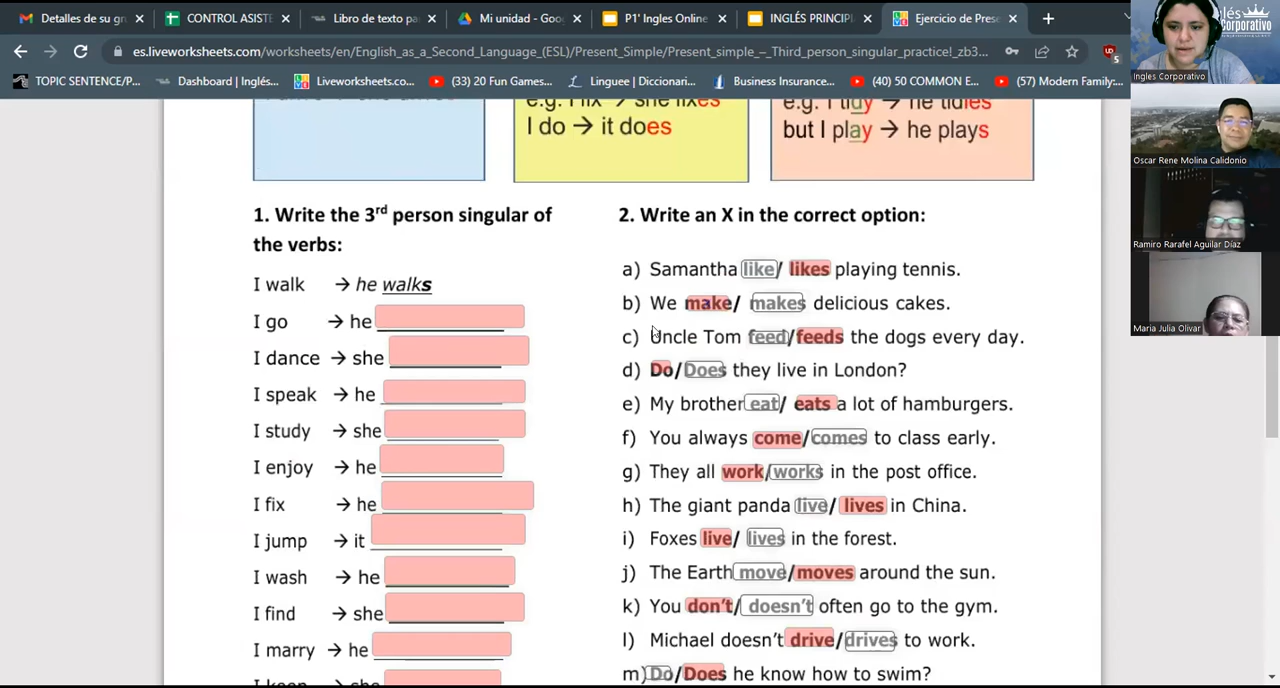 Detalles de su gr
CONTROL ASISTE
Libro de texto pa
Mi unidad - Goo
P1' Ingles Online
INGLÉS PRINCIPI
Ejercicio de Pres
es.liveworksheets.com/worksheets/en/English_as_a_Second_Language_(ESL)/Present_Simple/Present_simple_–_Third_person_singular_practice!_zb3...
5
TOPIC SENTENCE/P...
Dashboard | Inglés...
Liveworksheets.co...
(33) 20 Fun Games...
Linguee | Diccionari...
Business Insurance...
(40) 50 COMMON E...
(57) Modern Family:...
glés
Corporativo
Ingles Corporativo
Oscar Rene Molina Calidonio
Ramiro Rarafel Aguilar Díaz
Maria Julia Olivar
e.g. I fix → she fixes
I do → it does
e.g. I tidy → he tidies
but I play → he plays
1. Write the 3rd person singular of
the verbs:
I walk → he walks
I go → he
I dance → she
I speak → he
I study → she
I enjoy → he
I fix → he
I jump → it
I wash → he
I find → she
I marry → he
I keep → she
2. Write an X in the correct option:
a) Samantha like/ likes playing tennis.
b) We make/ makes delicious cakes.
c) Uncle Tom feed/feeds the dogs every day.
d) Do/Does they live in London?
e) My brother eat/ eats a lot of hamburgers.
f) You always come/comes to class early.
g) They all work/works in the post office.
h) The giant panda live/ lives in China.
i) Foxes live/ lives in the forest.
j) The Earth move/moves around the sun.
k) You don't/ doesn't often go to the gym.
l) Michael doesn't drive/drives to work.
m) Do/Does he know how to swim?